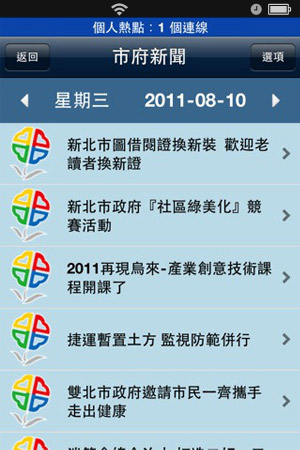 個人熱點：1 個連線
返回
市府新聞
選項
星期三 2011-08-10
新北市圖借閱證換新裝 歡迎老
讀者換新證
新北市政府『社區綠美化』競
賽活動
2011再現烏來-產業創意技術課
程開課了
捷運暫置土方 監視防範併行
雙北市政府邀請市民一齊攜手
走出健康